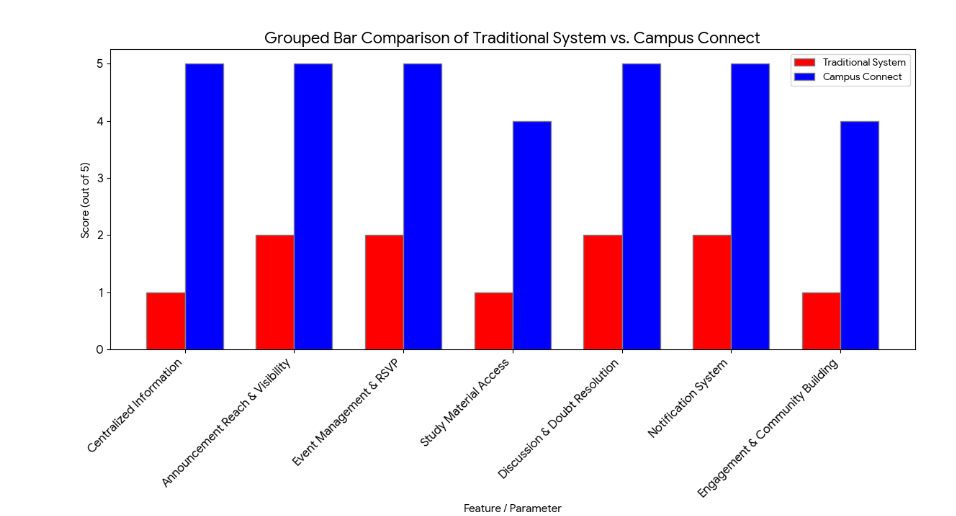 Grouped Bar Comparison of Traditional System vs. Campus Connect
Traditional System
Campus Connect
Score (out of 5)
5
4
3
2
1
0
Centralized Information
Announcement Reach & Visibility
Event Management & RSVP
Study Material Access
Discussion & Doubt Resolution
Notification System
Engagement & Community Building
Feature / Parameter